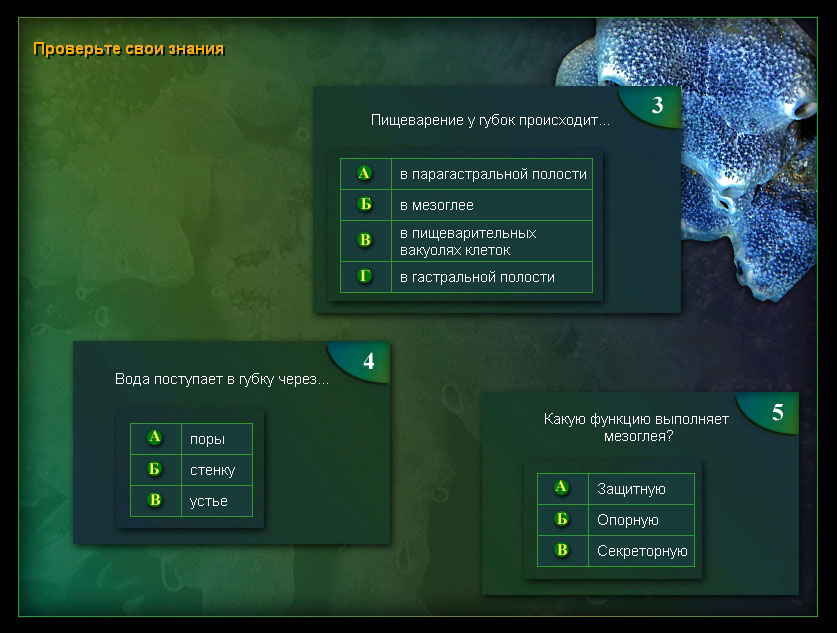 Проверьте свои знания
3
Пищеварение у губок происходит...
А в парагастральной полости
Б в мезоглее
В в пищеварительных
вакуолях клеток
Г в гастральной полости
4
Вода поступает в губку через...
А поры
Б стенку
В устье
5
Какую функцию выполняет
мезоглея?
А Защитную
Б Опорную
В Секреторную